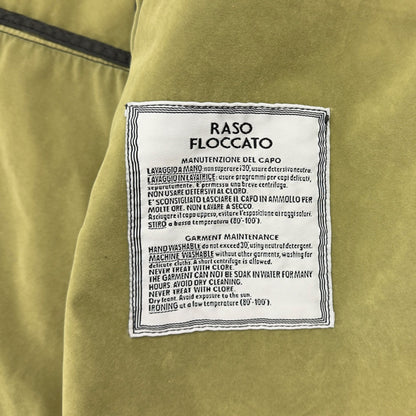 RASO
FLOCCATO
MANUTENZIONE DEL CAPO
LAVAGGIO A MANO: non superare i 30°, usare detersivo neutro.
LAVAGGIO IN LAVATRICE: usare programmi per capi delicati,
separatamente. È permessa una breve centrifuga.
NON USARE DETERSIVI AL CLORO.
E' SCONSIGLIATO LASCIARE IL CAPO IN AMMOLLO PER
MOLTE ORE. NON LAVARE A SECCO.
Asciugare il capo appeso, evitare l'esposizione ai raggi solari.
STIRO a bassa temperatura (80°-100°).
GARMENT MAINTENANCE
HAND WASHABLE do not exceed 30°, using neutral detergent.
MACHINE WASHABLE without other garments, washing for
delicate cloths. A short centrifuge is allowed.
NEVER TREAT WITH CLORE.
THE GARMENT CAN NOT BE SOAK IN WATER FOR MANY
HOURS. AVOID DRY CLEANING.
NEVER TREAT WITH CLORE.
Dry front. Avoid exposure to the sun.
IRONING at a low temperature (80°-100°).